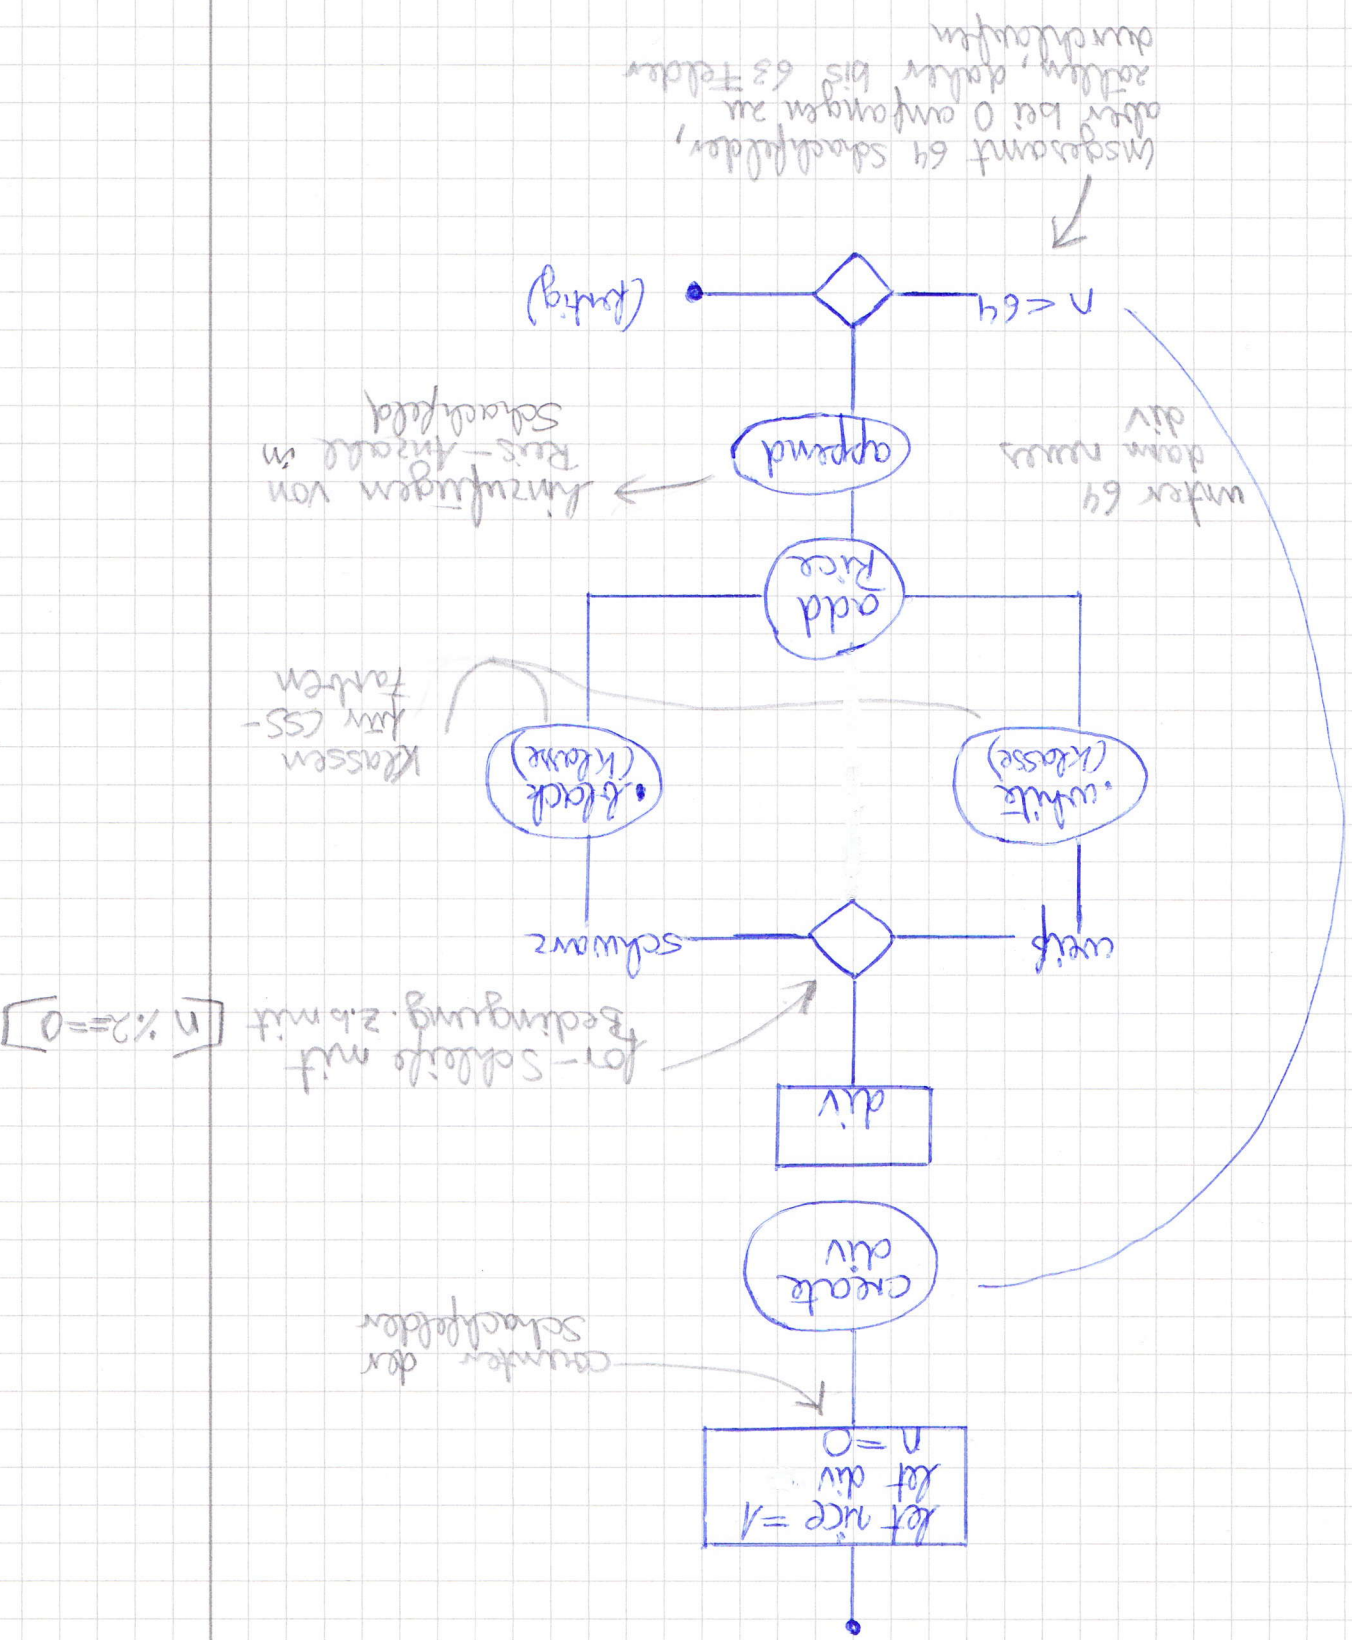 let rice = 1
let div
n = 0
counter der
Schachfelder
create
div
div
for-Schleife mit
Bedingung. z.b mit [n % 2 == 0]
weiß
schwarz
.white
(Klasse)
.black
(Klasse)
Klassen
für CSS-
Farben
add
Rice
unter 64
dann neues
div
append
hinzufügen von
Reis-Anzahl in
Schachfeld
n < 64
(fertig)
insgesamt 64 Schachfelder,
aber bei 0 anfangen zu
zählen, daher bis 63 Felder
durchlaufen